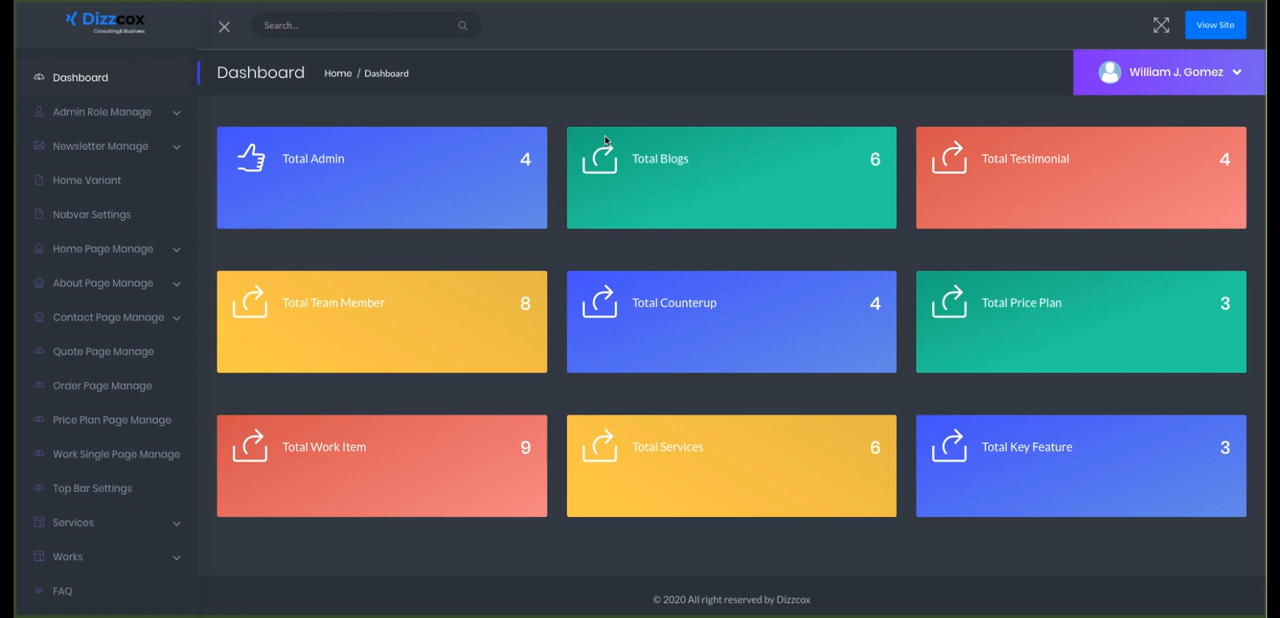 Dizzcox
Consulting& Business
Search...
View Site
Dashboard
Home / Dashboard
William J. Gomez
Dashboard
Admin Role Manage
Newsletter Manage
Home Variant
Nabvar Settings
Home Page Manage
About Page Manage
Contact Page Manage
Quote Page Manage
Order Page Manage
Price Plan Page Manage
Work Single Page Manage
Top Bar Settings
Services
Works
FAQ
Total Admin 4
Total Blogs 6
Total Testimonial 4
Total Team Member 8
Total Counterup 4
Total Price Plan 3
Total Work Item 9
Total Services 6
Total Key Feature 3
© 2020 All right reserved by Dizzcox